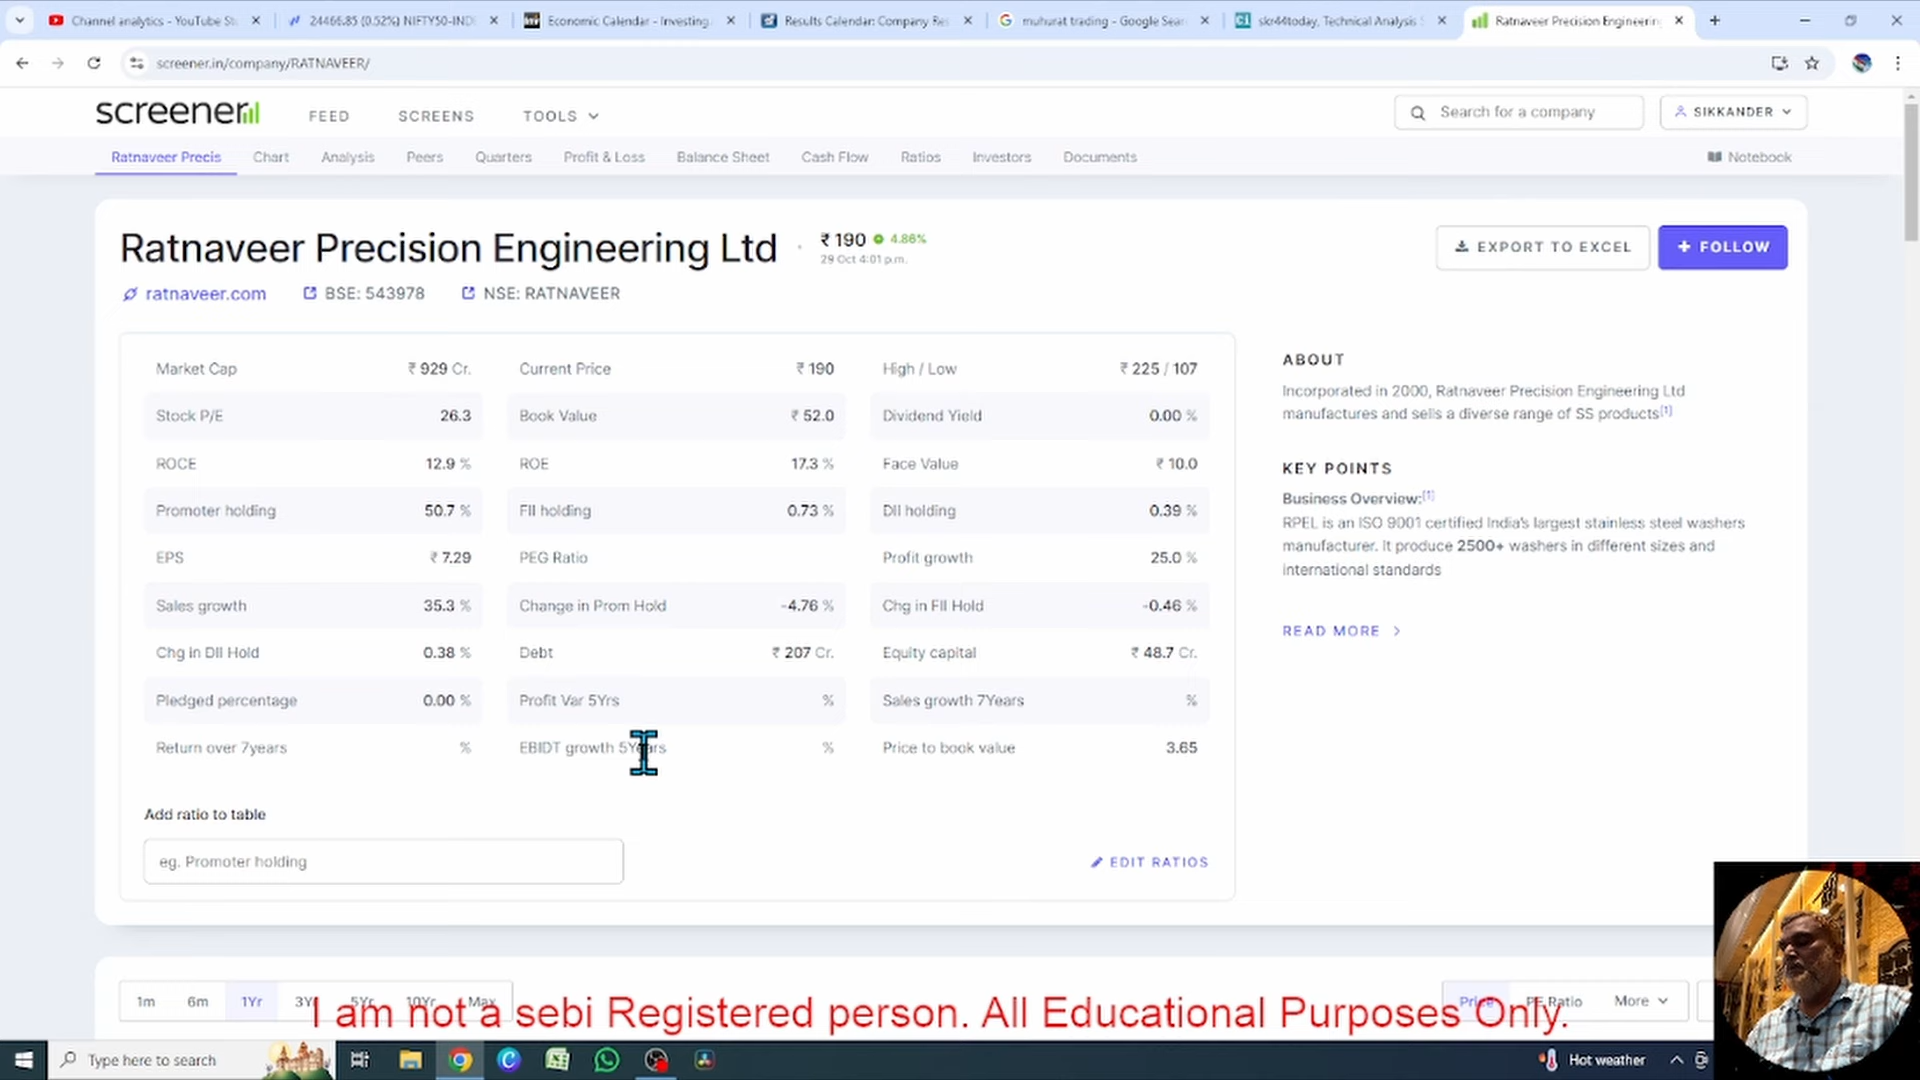 Channel analytics - YouTube St
24466.85 (0.52%) NIFTY50-INDI
Economic Calendar - Investing.
Results Calendar: Company Res
muhurat trading - Google Sear
skr44today, Technical Analysis S
Ratnaveer Precision Engineering
screener.in/company/RATNAVEER/
screener
FEED
SCREENS
TOOLS
Search for a company
SIKKANDER
Ratnaveer Precis
Chart
Analysis
Peers
Quarters
Profit & Loss
Balance Sheet
Cash Flow
Ratios
Investors
Documents
Notebook
Ratnaveer Precision Engineering Ltd
₹ 190 4.86%
29 Oct 4:01 p.m.
EXPORT TO EXCEL
+ FOLLOW
ratnaveer.com
BSE: 543978
NSE: RATNAVEER
Market Cap ₹ 929 Cr.
Current Price ₹ 190
High / Low ₹ 225 / 107
Stock P/E 26.3
Book Value ₹ 52.0
Dividend Yield 0.00 %
ROCE 12.9 %
ROE 17.3 %
Face Value ₹ 10.0
Promoter holding 50.7 %
FII holding 0.73 %
DII holding 0.39 %
EPS ₹ 7.29
PEG Ratio
Profit growth 25.0 %
Sales growth 35.3 %
Change in Prom Hold -4.76 %
Chg in FII Hold -0.46 %
Chg in DII Hold 0.38 %
Debt ₹ 207 Cr.
Equity capital ₹ 48.7 Cr.
Pledged percentage 0.00 %
Profit Var 5Yrs %
Sales growth 7Years %
Return over 7years %
EBIDT growth 5Years %
Price to book value 3.65
Add ratio to table
eg. Promoter holding
EDIT RATIOS
ABOUT
Incorporated in 2000, Ratnaveer Precision Engineering Ltd
manufactures and sells a diverse range of SS products[1]
KEY POINTS
Business Overview:[1]
RPEL is an ISO 9001 certified India's largest stainless steel washers
manufacturer. It produce 2500+ washers in different sizes and
international standards
READ MORE
1m 6m 1Yr 3Yr 5Yr 10Yr Max
Price PE Ratio More
I am not a sebi Registered person. All Educational Purposes Only.
Type here to search
Hot weather